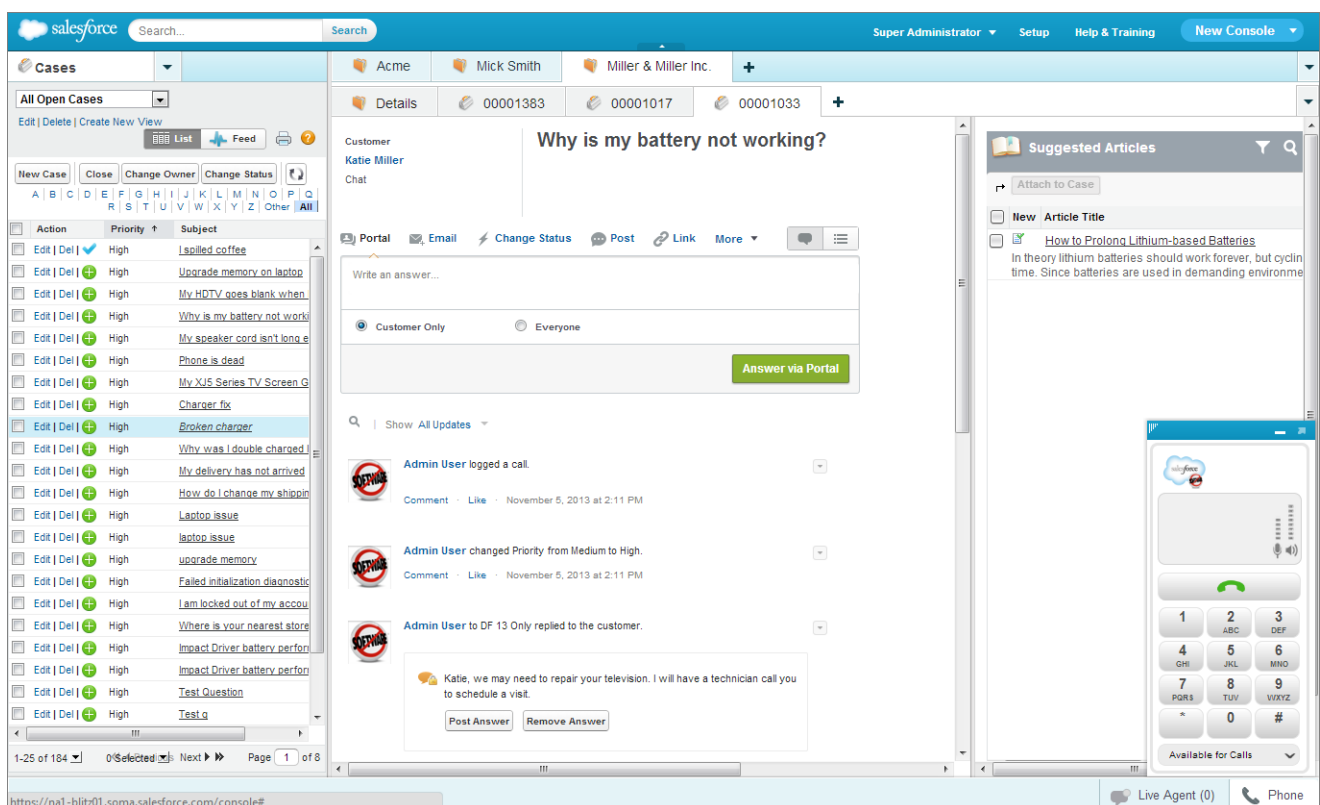 salesforce Search... Search Super Administrator Setup Help & Training New Console
Cases
Acme Mick Smith Miller & Miller Inc. +
All Open Cases
Edit | Delete | Create New View
List Feed
Details 00001383 00001017 00001033 +
New Case Close Change Owner Change Status
A | B | C | D | E | F | G | H | I | J | K | L | M | N | O | P | Q
R | S | T | U | V | W | X | Y | Z | Other | All
Action Priority Subject
Edit | Del | High I spilled coffee
Edit | Del | High Upgrade memory on laptop
Edit | Del | High My HDTV goes blank when
Edit | Del | High Why is my battery not worki
Edit | Del | High My speaker cord isn't long e
Edit | Del | High Phone is dead
Edit | Del | High My XJ5 Series TV Screen G
Edit | Del | High Charger fix
Edit | Del | High Broken charger
Edit | Del | High Why was I double charged
Edit | Del | High My delivery has not arrived
Edit | Del | High How do I change my shippin
Edit | Del | High Laptop issue
Edit | Del | High laptop issue
Edit | Del | High upgrade memory
Edit | Del | High Failed initialization diagnostic
Edit | Del | High I am locked out of my accou
Edit | Del | High Where is your nearest store
Edit | Del | High Impact Driver battery perforr
Edit | Del | High Impact Driver battery perforr
Edit | Del | High Test Question
Edit | Del | High Test q
1-25 of 184 0 Selected Next Page 1 of 8
https://na1-blitz01.soma.salesforce.com/console#
Customer
Katie Miller
Chat
Why is my battery not working?
Portal Email Change Status Post Link More
Write an answer...
Customer Only Everyone
Answer via Portal
Show All Updates
Admin User logged a call.
Comment · Like · November 5, 2013 at 2:11 PM
Admin User changed Priority from Medium to High.
Comment · Like · November 5, 2013 at 2:11 PM
Admin User to DF 13 Only replied to the customer.
Katie, we may need to repair your television. I will have a technician call you
to schedule a visit.
Post Answer Remove Answer
SOFTWARE
SOFTWARE
SOFTWARE
Suggested Articles
Attach to Case
New Article Title
How to Prolong Lithium-based Batteries
In theory lithium batteries should work forever, but cyclin
time. Since batteries are used in demanding environme
salesforce
1 2 3
ABC DEF
4 5 6
GHI JKL MNO
7 8 9
PQRS TUV WXYZ
* 0 #
Available for Calls
Live Agent (0) Phone